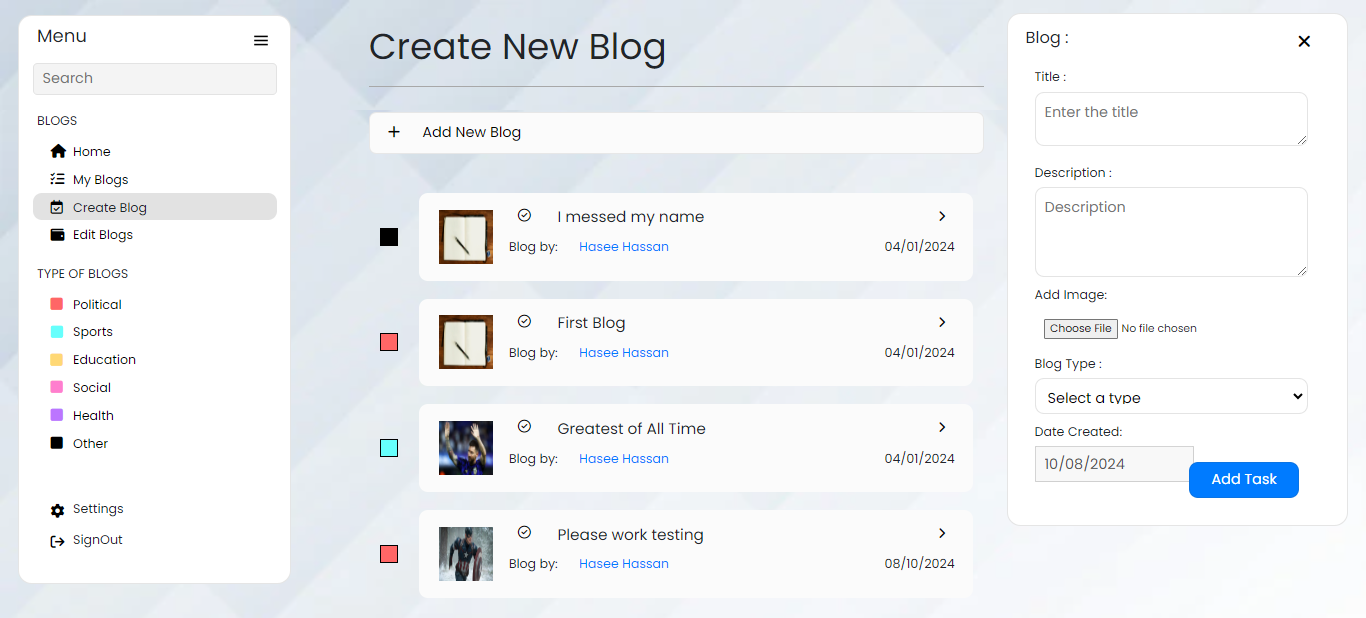 Menu
Search
BLOGS
Home
My Blogs
Create Blog
Edit Blogs
TYPE OF BLOGS
Political
Sports
Education
Social
Health
Other
Settings
SignOut
Create New Blog
+ Add New Blog
I messed my name
Blog by: Hasee Hassan 04/01/2024
First Blog
Blog by: Hasee Hassan 04/01/2024
Greatest of All Time
Blog by: Hasee Hassan 04/01/2024
Please work testing
Blog by: Hasee Hassan 08/10/2024
Blog :
Title :
Enter the title
Description :
Description
Add Image:
Choose File No file chosen
Blog Type :
Select a type
Date Created:
10/08/2024
Add Task